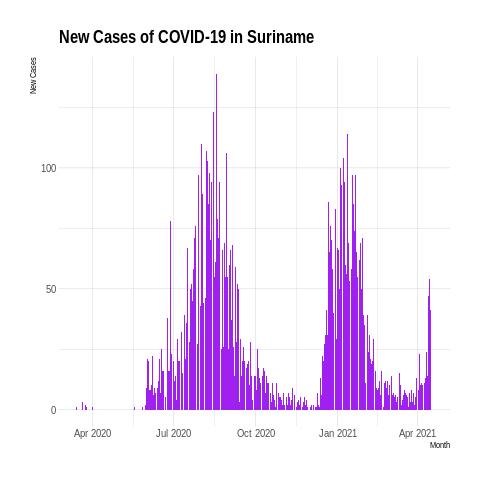 New Cases of COVID-19 in Suriname
New Cases
100
50
0
Apr 2020 Jul 2020 Oct 2020 Jan 2021 Apr 2021
Month